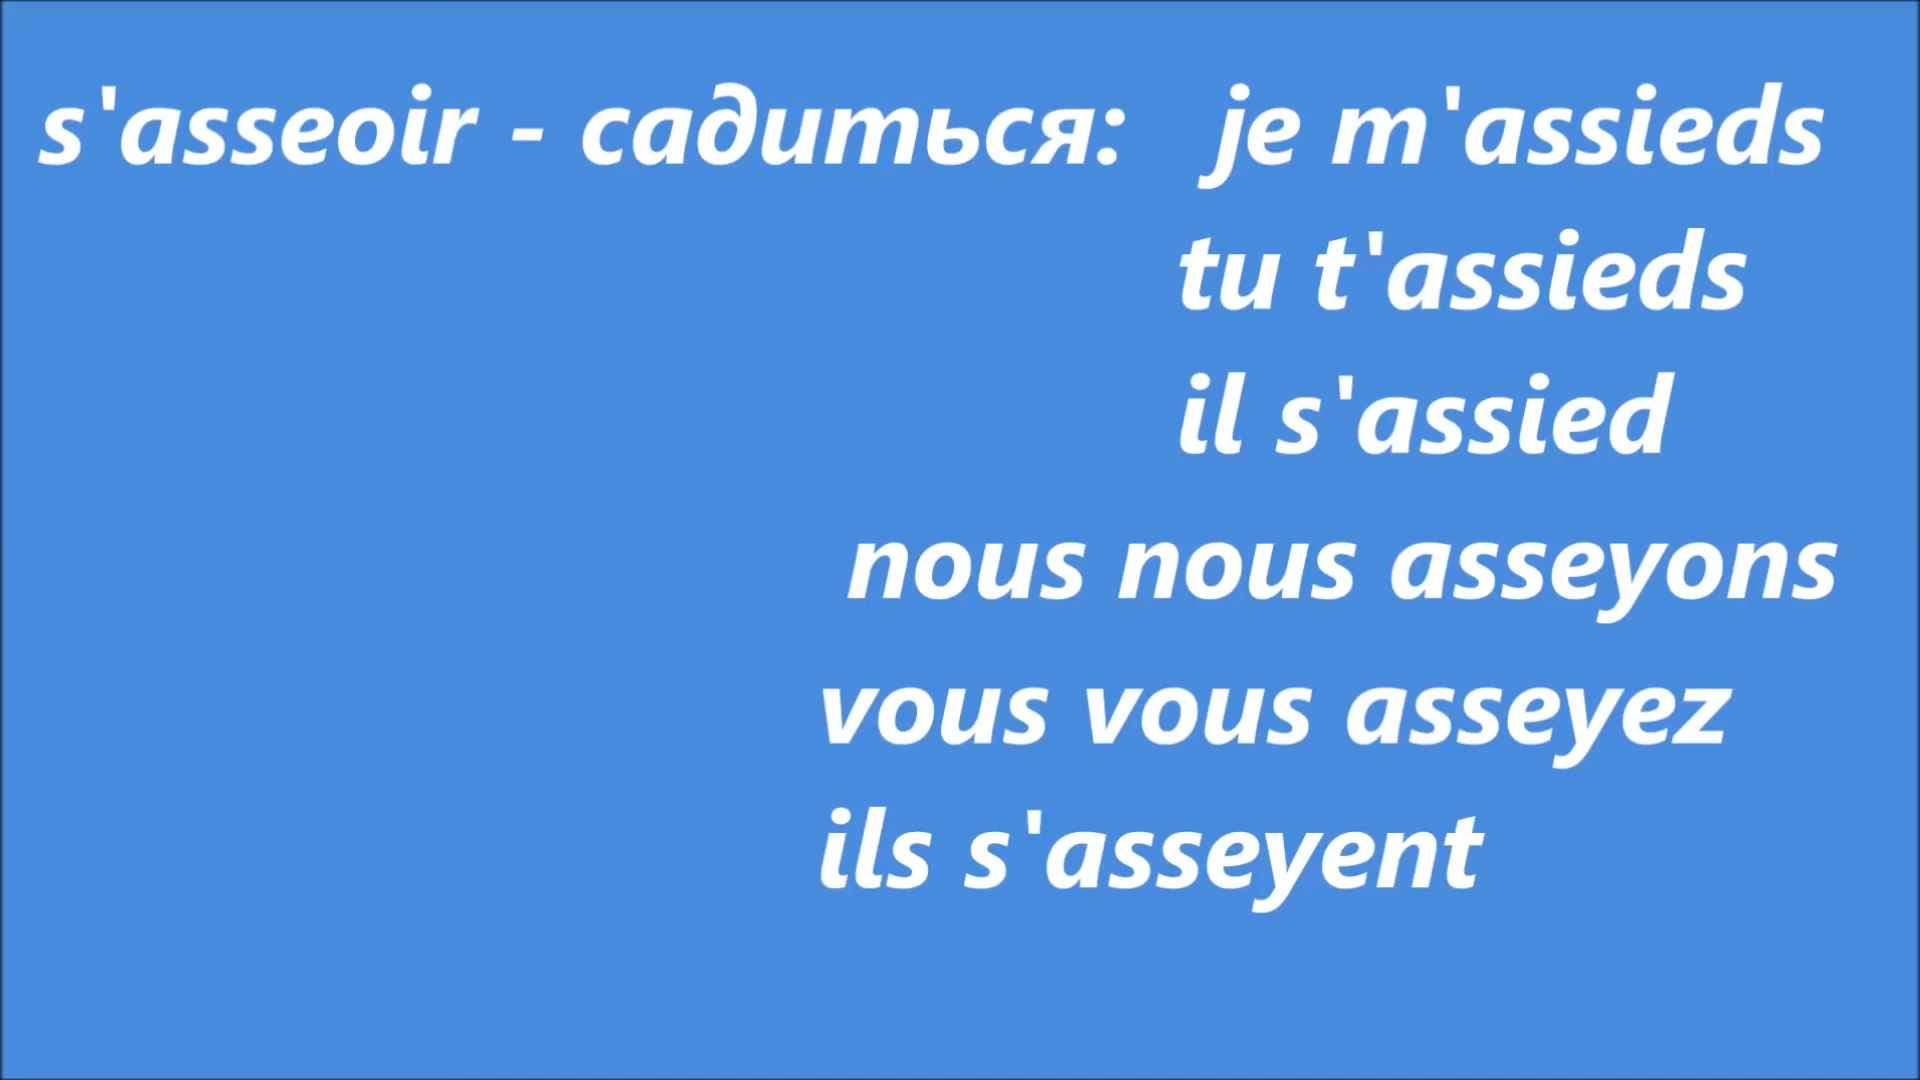 s'asseoir - садиться: je m'assieds
tu t'assieds
il s'assied
nous nous asseyons
vous vous asseyez
ils s'asseyent